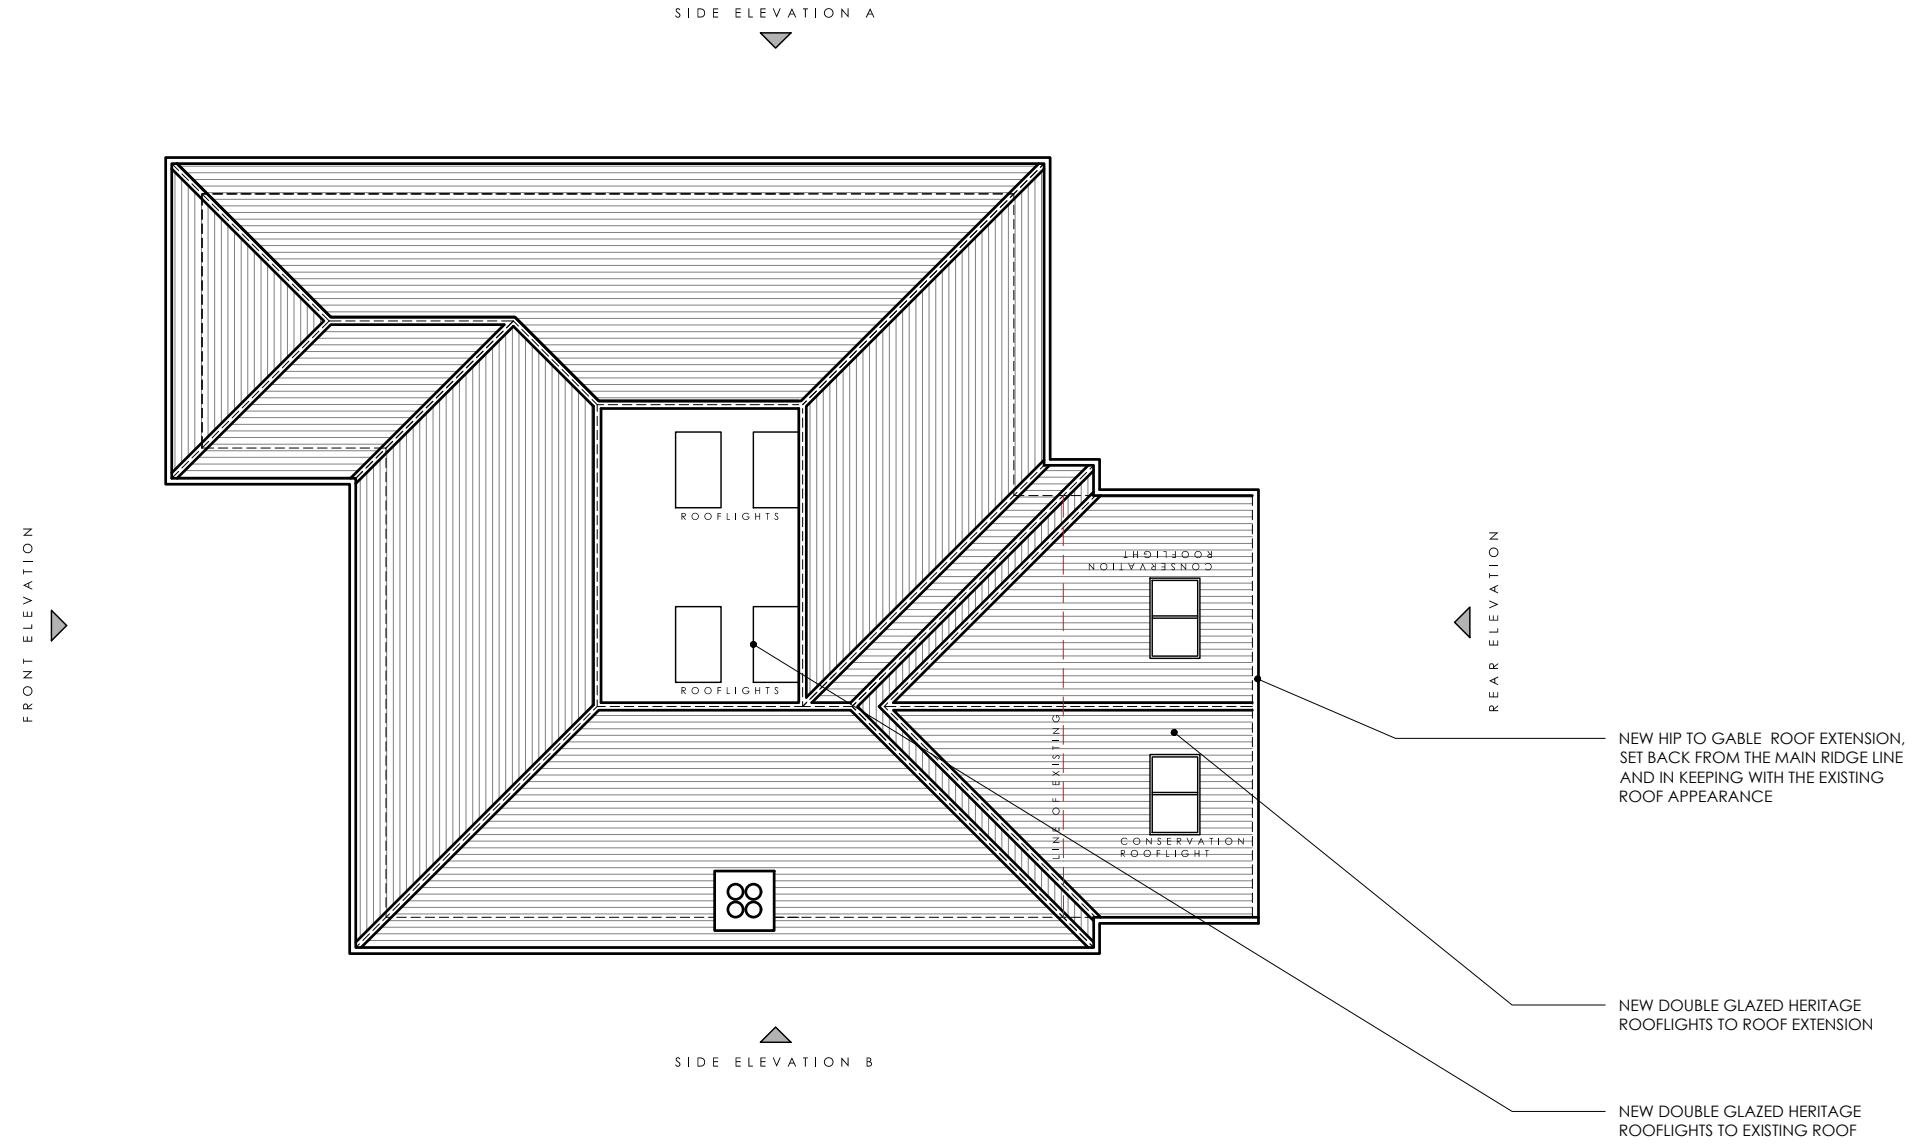 SIDE ELEVATION A
FRONT ELEVATION
ROOFLIGHTS
ROOFLIGHTS
CONSERVATION
ROOFLIGHT
LINE OF EXISTING
CONSERVATION
ROOFLIGHT
REAR ELEVATION
NEW HIP TO GABLE ROOF EXTENSION,
SET BACK FROM THE MAIN RIDGE LINE
AND IN KEEPING WITH THE EXISTING
ROOF APPEARANCE
NEW DOUBLE GLAZED HERITAGE
ROOFLIGHTS TO ROOF EXTENSION
SIDE ELEVATION B
NEW DOUBLE GLAZED HERITAGE
ROOFLIGHTS TO EXISTING ROOF